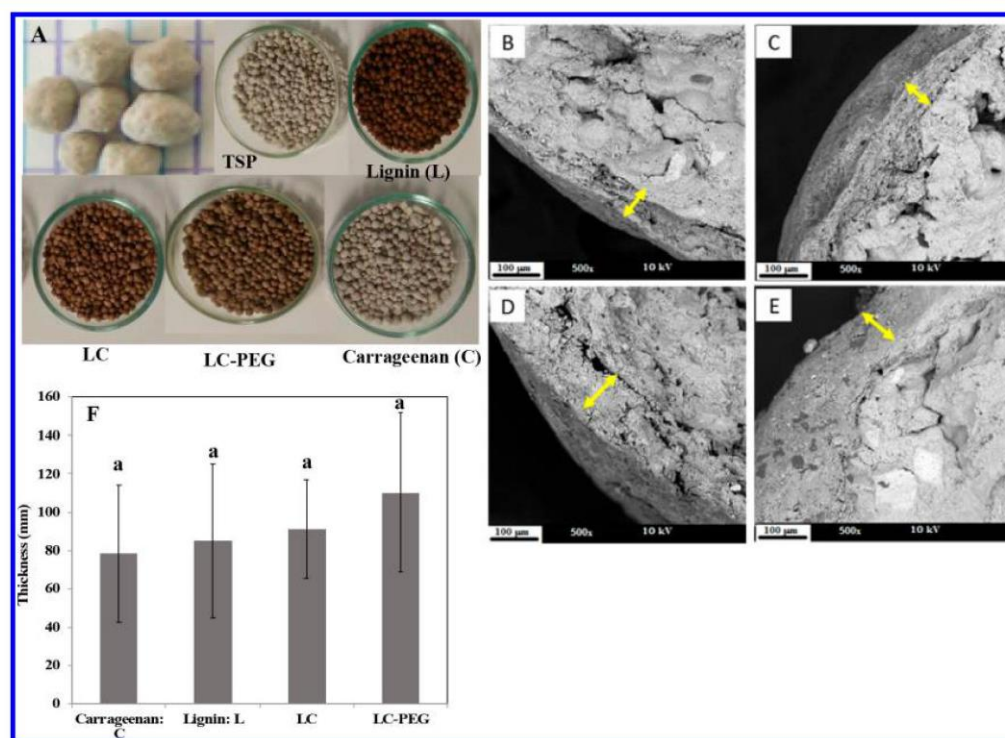 A
TSP
Lignin (L)
LC
LC-PEG
Carrageenan (C)
B
100 µm 500x 10 kV
C
100 µm 500x 10 kV
D
100 µm 500x 10 kV
E
100 µm 500x 10 kV
F
Thickness (mm)
160
140
120
100
80
60
40
20
0
a
a
a
a
Carrageenan:
C
Lignin: L
LC
LC-PEG